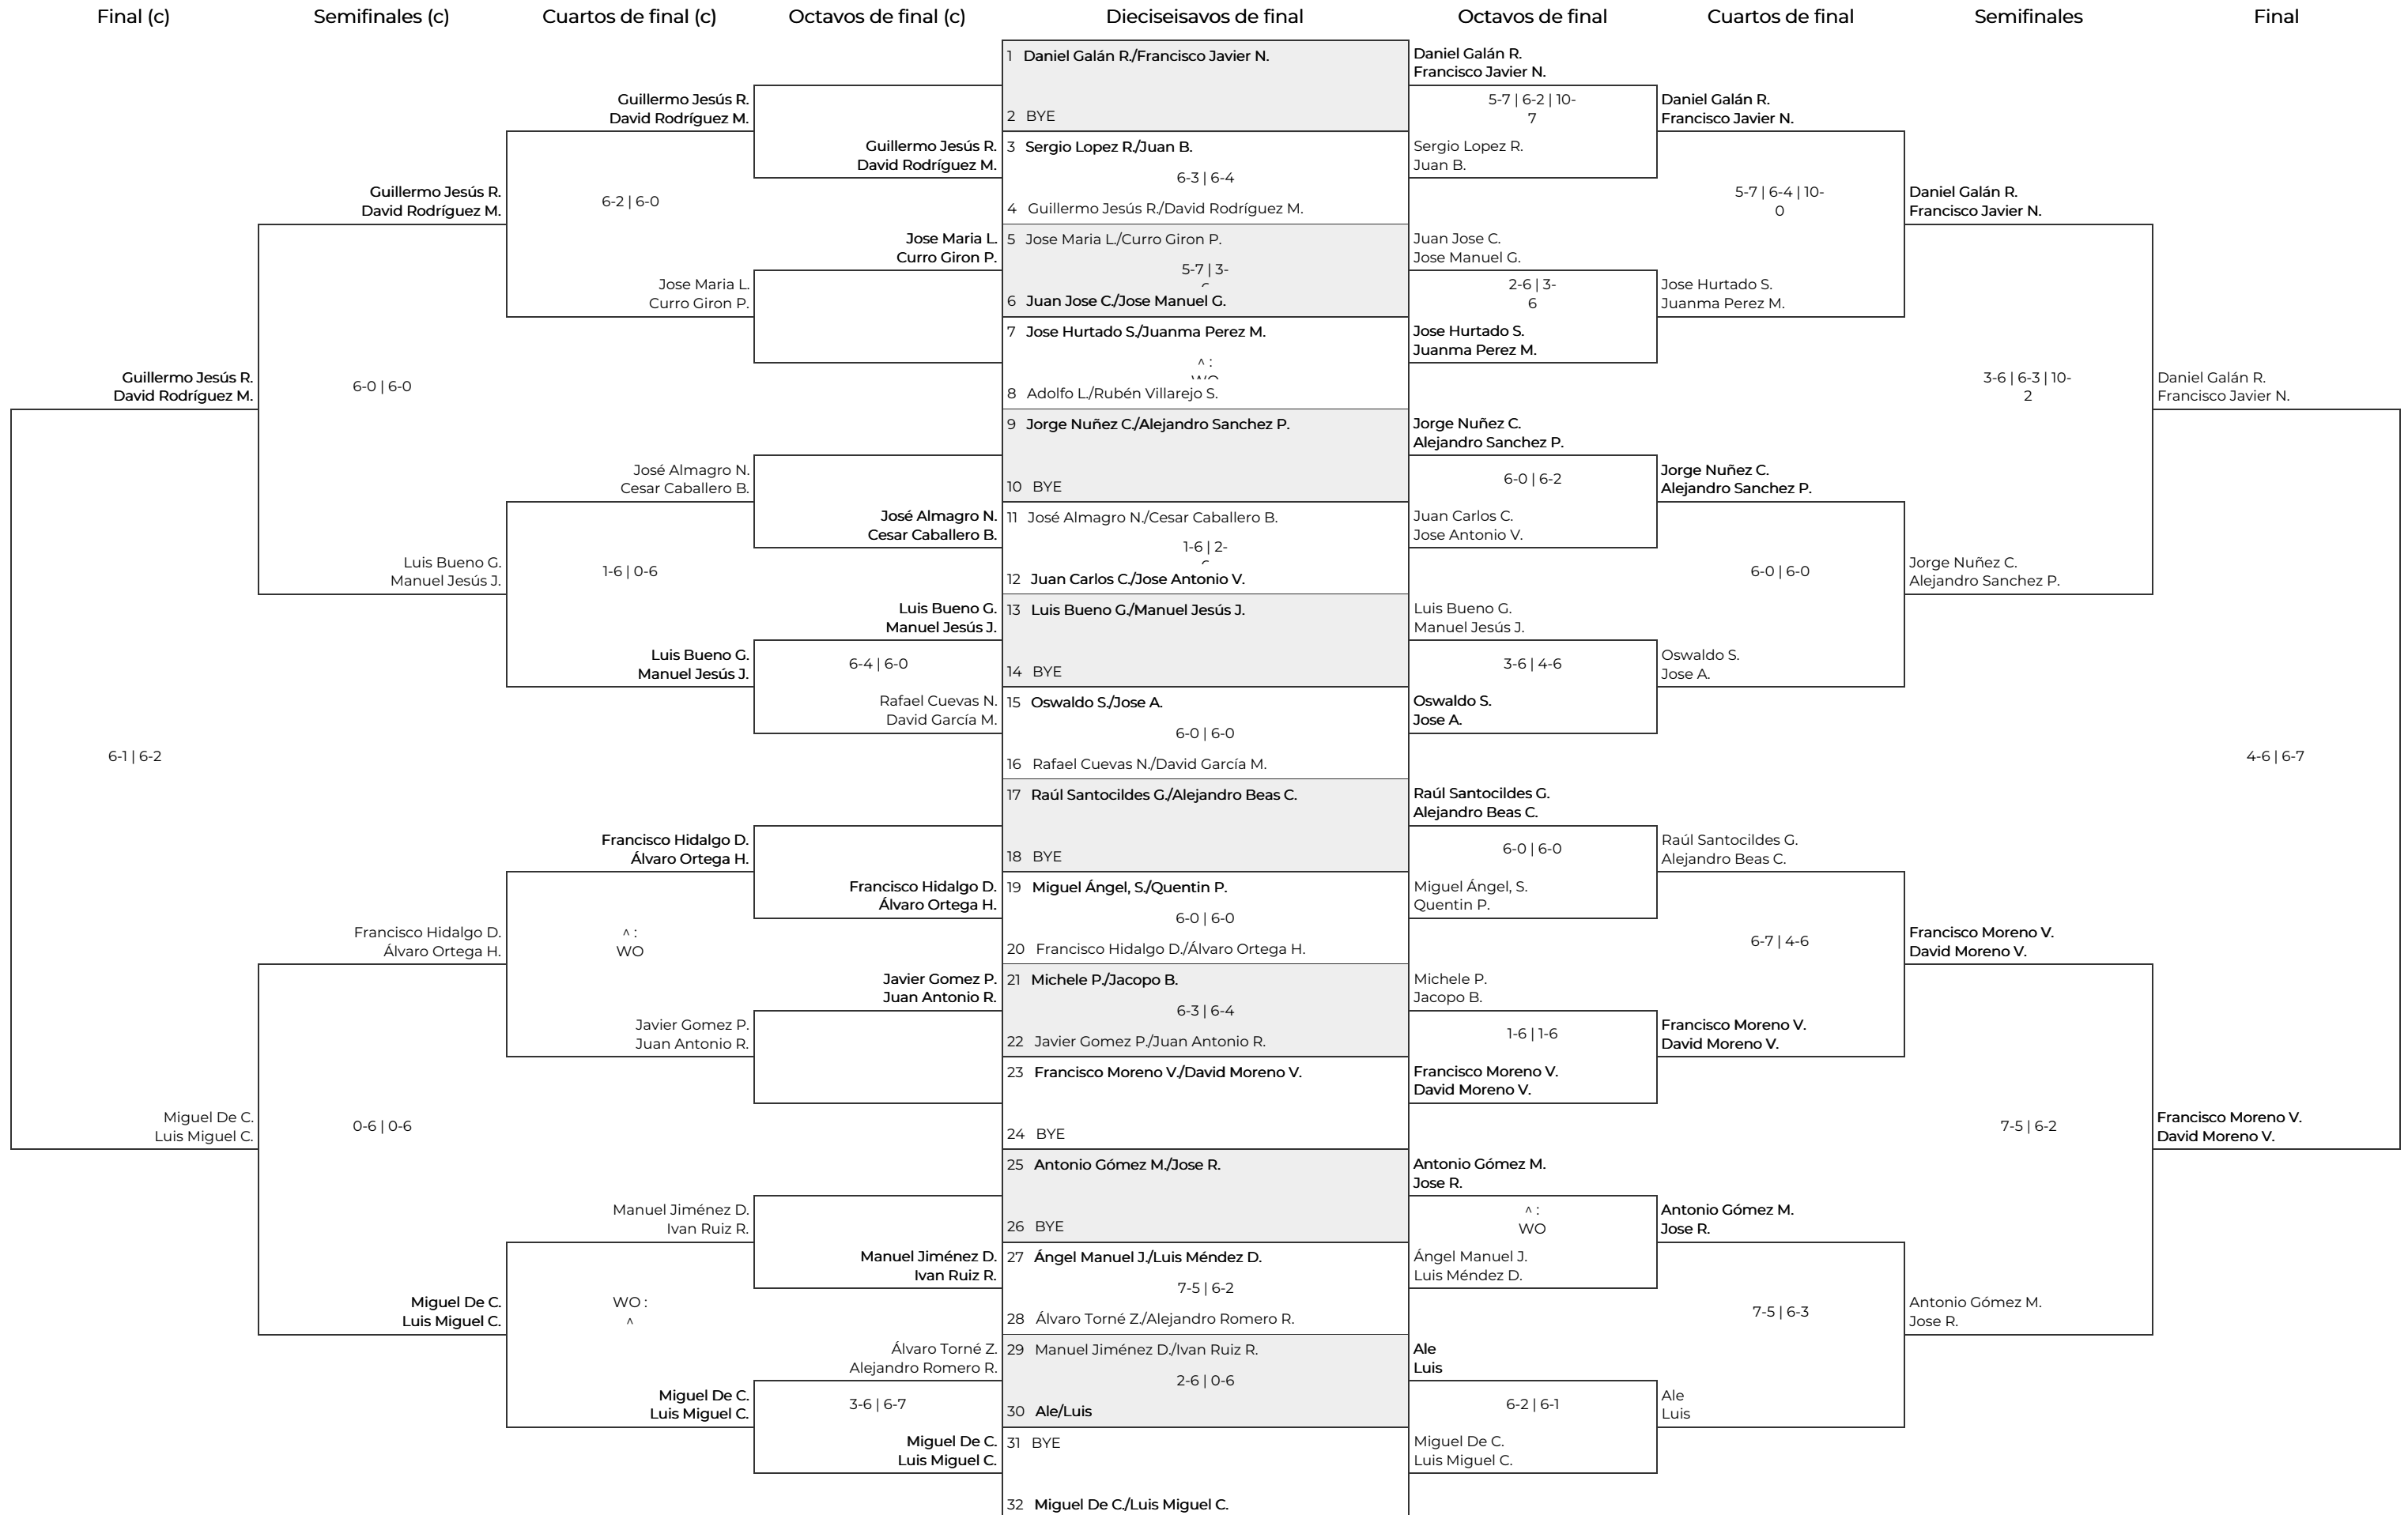 Final (c)
Semifinales (c)
Cuartos de final (c)
Octavos de final (c)
Dieciseisavos de final
Octavos de final
Cuartos de final
Semifinales
Final
Guillermo Jesús R.
David Rodríguez M.
6-1 | 6-2
Miguel De C.
Luis Miguel C.
Guillermo Jesús R.
David Rodríguez M.
6-0 | 6-0
Luis Bueno G.
Manuel Jesús J.
Francisco Hidalgo D.
Álvaro Ortega H.
0-6 | 0-6
Miguel De C.
Luis Miguel C.
Guillermo Jesús R.
David Rodríguez M.
6-2 | 6-0
Jose Maria L.
Curro Giron P.
José Almagro N.
Cesar Caballero B.
1-6 | 0-6
Luis Bueno G.
Manuel Jesús J.
Francisco Hidalgo D.
Álvaro Ortega H.
^ :
WO
Javier Gomez P.
Juan Antonio R.
Manuel Jiménez D.
Ivan Ruiz R.
WO :
^
Miguel De C.
Luis Miguel C.
Guillermo Jesús R.
David Rodríguez M.
Jose Maria L.
Curro Giron P.
José Almagro N.
Cesar Caballero B.
Luis Bueno G.
Manuel Jesús J.
6-4 | 6-0
Rafael Cuevas N.
David García M.
Francisco Hidalgo D.
Álvaro Ortega H.
Javier Gomez P.
Juan Antonio R.
Manuel Jiménez D.
Ivan Ruiz R.
Álvaro Torné Z.
Alejandro Romero R.
3-6 | 6-7
Miguel De C.
Luis Miguel C.
1 Daniel Galán R./Francisco Javier N.
2 BYE
3 Sergio Lopez R./Juan B.
6-3 | 6-4
4 Guillermo Jesús R./David Rodríguez M.
5 Jose Maria L./Curro Giron P.
5-7 | 3-
6 Juan Jose C./Jose Manuel G.
7 Jose Hurtado S./Juanma Perez M.
^ :
8 Adolfo L./Rubén Villarejo S.
9 Jorge Nuñez C./Alejandro Sanchez P.
10 BYE
11 José Almagro N./Cesar Caballero B.
1-6 | 2-
12 Juan Carlos C./Jose Antonio V.
13 Luis Bueno G./Manuel Jesús J.
14 BYE
15 Oswaldo S./Jose A.
6-0 | 6-0
16 Rafael Cuevas N./David García M.
17 Raúl Santocildes G./Alejandro Beas C.
18 BYE
19 Miguel Ángel, S./Quentin P.
6-0 | 6-0
20 Francisco Hidalgo D./Álvaro Ortega H.
21 Michele P./Jacopo B.
6-3 | 6-4
22 Javier Gomez P./Juan Antonio R.
23 Francisco Moreno V./David Moreno V.
24 BYE
25 Antonio Gómez M./Jose R.
26 BYE
27 Ángel Manuel J./Luis Méndez D.
7-5 | 6-2
28 Álvaro Torné Z./Alejandro Romero R.
29 Manuel Jiménez D./Ivan Ruiz R.
2-6 | 0-6
30 Ale/Luis
31 BYE
32 Miguel De C./Luis Miguel C.
Daniel Galán R.
Francisco Javier N.
5-7 | 6-2 | 10-
7
Sergio Lopez R.
Juan B.
Juan Jose C.
Jose Manuel G.
2-6 | 3-
6
Jose Hurtado S.
Juanma Perez M.
Jorge Nuñez C.
Alejandro Sanchez P.
6-0 | 6-2
Juan Carlos C.
Jose Antonio V.
Luis Bueno G.
Manuel Jesús J.
3-6 | 4-6
Oswaldo S.
Jose A.
Raúl Santocildes G.
Alejandro Beas C.
6-0 | 6-0
Miguel Ángel, S.
Quentin P.
Michele P.
Jacopo B.
1-6 | 1-6
Francisco Moreno V.
David Moreno V.
Antonio Gómez M.
Jose R.
^ :
WO
Ángel Manuel J.
Luis Méndez D.
Ale
Luis
6-2 | 6-1
Miguel De C.
Luis Miguel C.
Daniel Galán R.
Francisco Javier N.
5-7 | 6-4 | 10-
0
Jose Hurtado S.
Juanma Perez M.
Jorge Nuñez C.
Alejandro Sanchez P.
6-0 | 6-0
Oswaldo S.
Jose A.
Raúl Santocildes G.
Alejandro Beas C.
6-7 | 4-6
Francisco Moreno V.
David Moreno V.
Antonio Gómez M.
Jose R.
7-5 | 6-3
Ale
Luis
Daniel Galán R.
Francisco Javier N.
3-6 | 6-3 | 10-
2
Jorge Nuñez C.
Alejandro Sanchez P.
Francisco Moreno V.
David Moreno V.
7-5 | 6-2
Antonio Gómez M.
Jose R.
Daniel Galán R.
Francisco Javier N.
4-6 | 6-7
Francisco Moreno V.
David Moreno V.